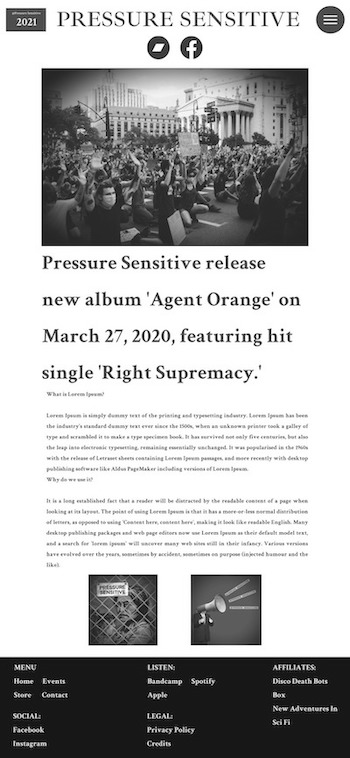 2021
PRESSURE SENSITIVE
Pressure Sensitive release
new album 'Agent Orange' on
March 27, 2020, featuring hit
single 'Right Supremacy.'
What is Lorem Ipsum?
Lorem Ipsum is simply dummy text of the printing and typesetting industry. Lorem Ipsum has been
the industry's standard dummy text ever since the 1500s, when an unknown printer took a galley of
type and scrambled it to make a type specimen book. It has survived not only five centuries, but also
the leap into electronic typesetting, remaining essentially unchanged. It was popularised in the 1960s
with the release of Letraset sheets containing Lorem Ipsum passages, and more recently with desktop
publishing software like Aldus PageMaker including versions of Lorem Ipsum.
Why do we use it?
It is a long established fact that a reader will be distracted by the readable content of a page when
looking at its layout. The point of using Lorem Ipsum is that it has a more-or-less normal distribution
of letters, as opposed to using 'Content here, content here', making it look like readable English. Many
desktop publishing packages and web page editors now use Lorem Ipsum as their default model text,
and a search for 'lorem ipsum' will uncover many web sites still in their infancy. Various versions
have evolved over the years, sometimes by accident, sometimes on purpose (injected humour and the
like).
PRESSURE
SENSITIVE
MENU
Home Events
Store Contact
SOCIAL:
Facebook
Instagram
LISTEN:
Bandcamp Spotify
Apple
LEGAL:
Privacy Policy
Credits
AFFILIATES:
Disco Death Bots
Box
New Adventures In
Sci Fi